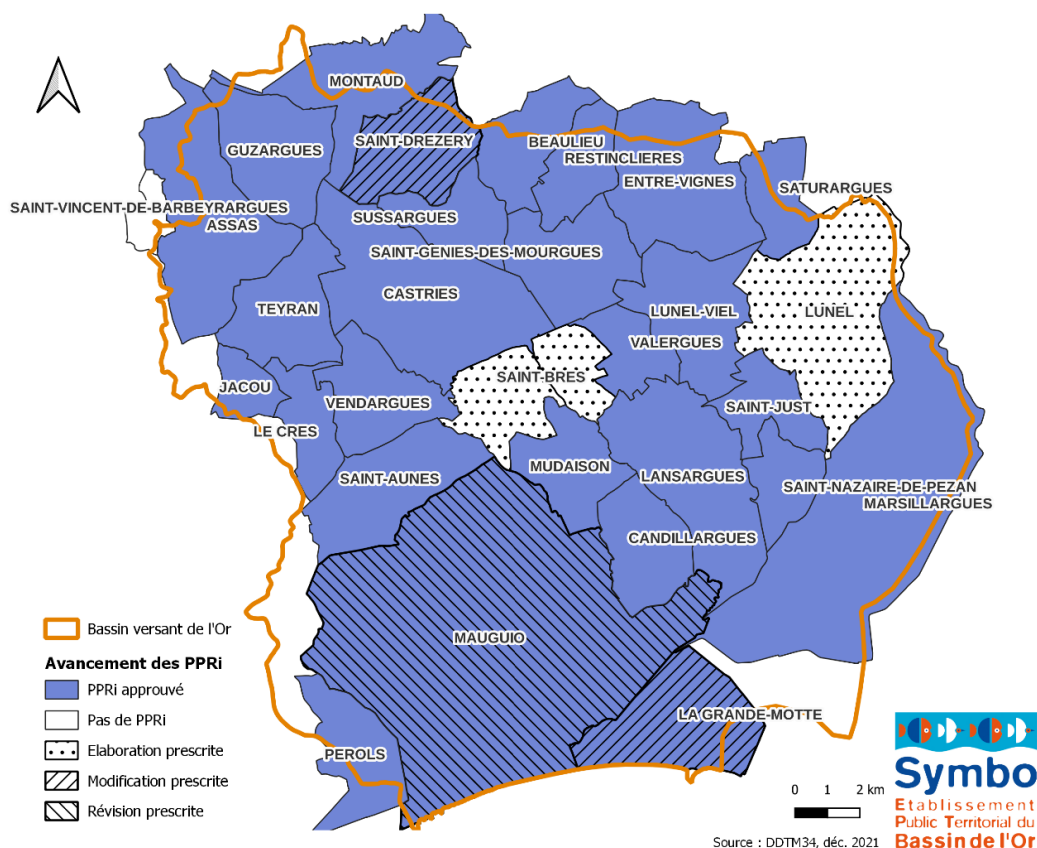 MONTAUD
SAINT-DREZERY
BEAULIEU
GUZARGUES
RESTINCLIERES
ENTRE-VIGNES
SATURARGUES
SAINT-VINCENT-DE-BARBEYRARGUES
SUSSARGUES
ASSAS
SAINT-GENIES-DES-MOURGUES
CASTRIES
TEYRAN
LUNEL-VIEL
LUNEL
VALERGUES
SAINT-BRES
JACOU
VENDARGUES
SAINT-JUST
LE CRES
MUDAISON
SAINT-AUNES
LANSARGUES
SAINT-NAZAIRE-DE-PEZAN
MARSILLARGUES
CANDILLARGUES
MAUGUIO
LA GRANDE-MOTTE
PEROLS
Bassin versant de l'Or
Avancement des PPRi
PPRi approuvé
Pas de PPRi
Elaboration prescrite
Modification prescrite
Révision prescrite
0 1 2 km
Source : DDTM34, déc. 2021
Symbo
Etablissement
Public Territorial du
Bassin de l'Or